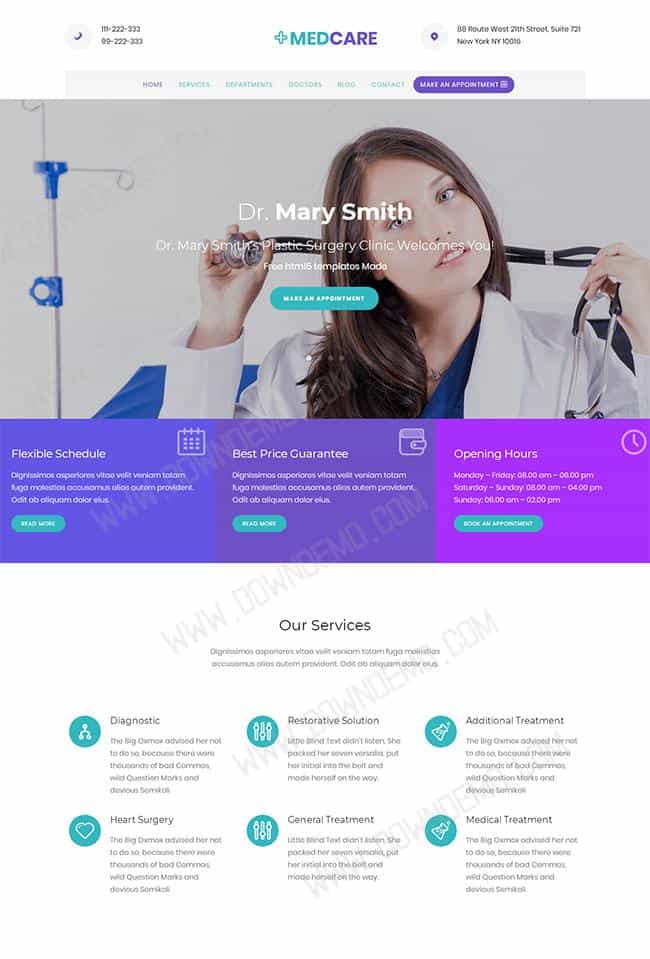 111-222-333
99-222-333
MEDCARE
88 Route West 21th Street, Suite 721
New York NY 10016
HOME SERVICES DEPARTMENTS DOCTORS BLOG CONTACT MAKE AN APPOINTMENT
Dr. Mary Smith
Dr. Mary Smith's Plastic Surgery Clinic Welcomes You!
Free html5 templates Made
MAKE AN APPOINTMENT
Flexible Schedule
Dignissimos asperiores vitae velit veniam totam
fuga molestias accusamus alias autem provident.
Odit ab aliquam dolor eius.
READ MORE
Best Price Guarantee
Dignissimos asperiores vitae velit veniam totam
fuga molestias accusamus alias autem provident.
Odit ab aliquam dolor eius.
READ MORE
Opening Hours
Monday – Friday: 08.00 am – 06.00 pm
Saturday – Sunday: 08.00 am – 04.00 pm
Sunday: 08.00 am – 02.00 pm
BOOK AN APPOINTMENT
Our Services
Dignissimos asperiores vitae velit veniam totam fuga molestias
accusamus alias autem provident. Odit ab aliquam dolor eius.
Diagnostic
The Big Oxmox advised her not
to do so, because there were
thousands of bad Commas,
wild Question Marks and
devious Semikoli
Restorative Solution
Little Blind Text didn't listen. She
packed her seven versalia, put
her initial into the belt and
made herself on the way.
Additional Treatment
The Big Oxmox advised her not
to do so, because there were
thousands of bad Commas,
wild Question Marks and
devious Semikoli
Heart Surgery
The Big Oxmox advised her not
to do so, because there were
thousands of bad Commas,
wild Question Marks and
devious Semikoli
General Treatment
Little Blind Text didn't listen. She
packed her seven versalia, put
her initial into the belt and
made herself on the way.
Medical Treatment
The Big Oxmox advised her not
to do so, because there were
thousands of bad Commas,
wild Question Marks and
devious Semikoli
WWW.DOWNDEMO.COM
WWW.DOWNDEMO.COM
WWW.DOWNDEMO.COM
WWW.DOWNDEMO.COM
WWW.DOWNDEMO.COM